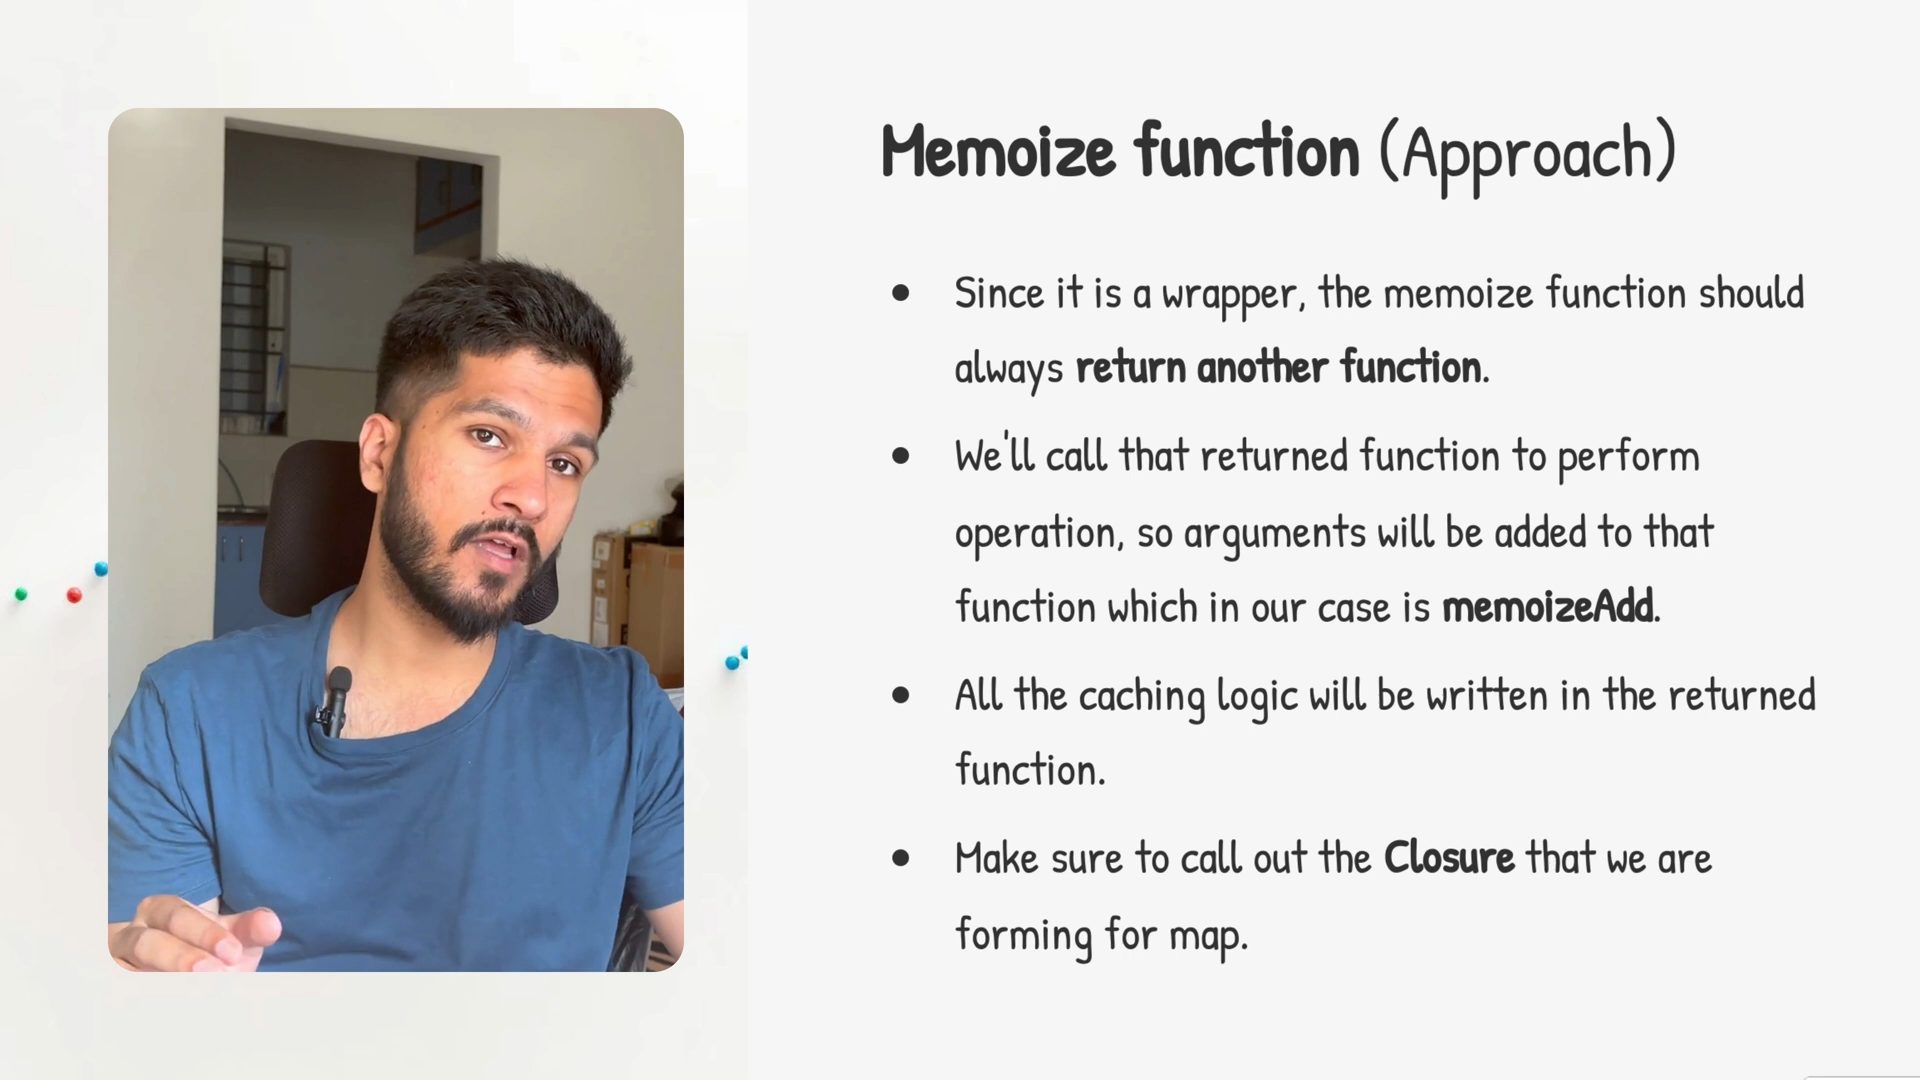 Memoize function (Approach)
Since it is a wrapper, the memoize function should
always return another function.
We'll call that returned function to perform
operation, so arguments will be added to that
function which in our case is memoizeAdd.
All the caching logic will be written in the returned
function.
Make sure to call out the Closure that we are
forming for map.